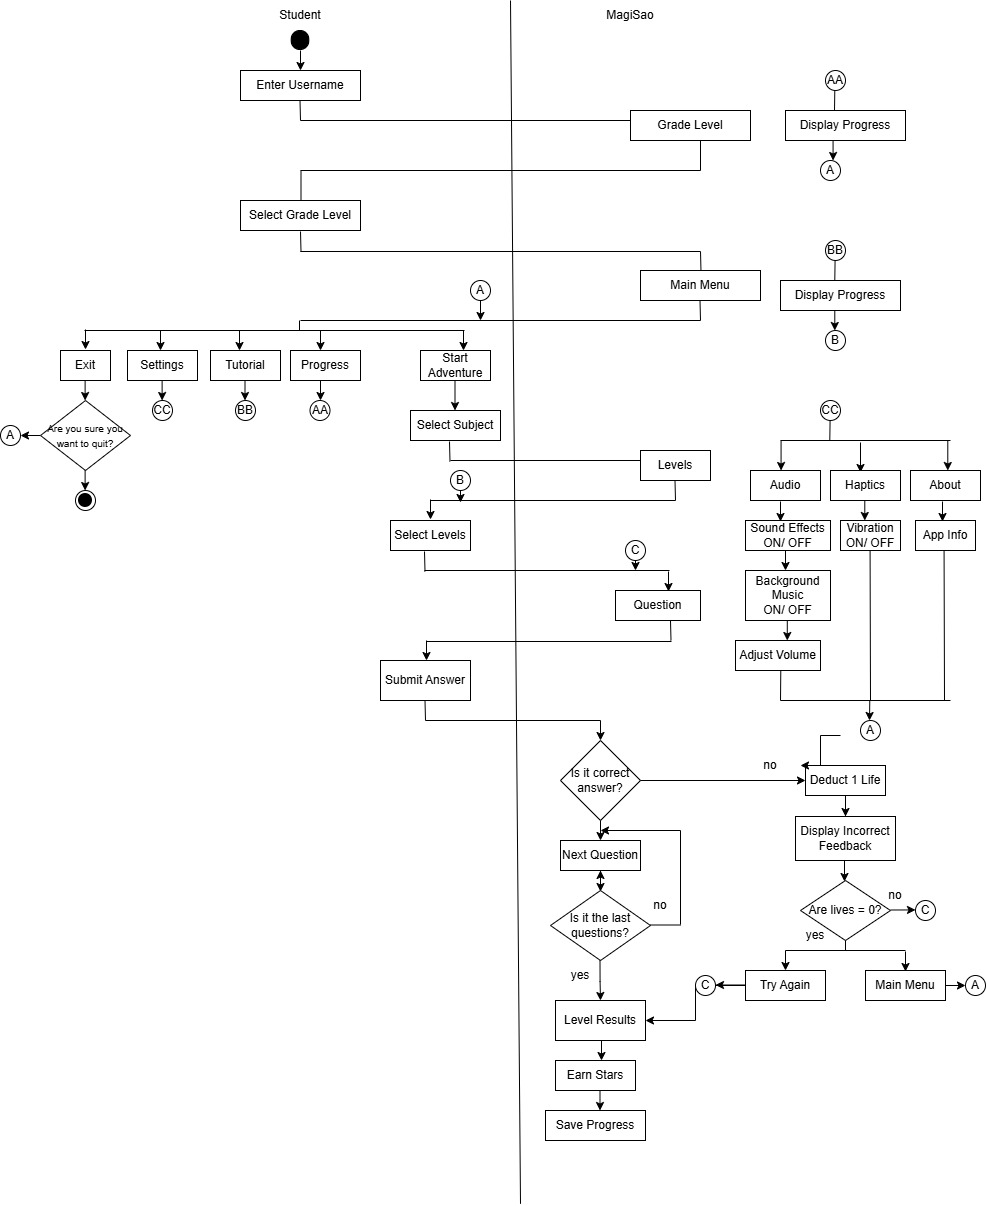 Student
MagiSao
Enter Username
AA
Grade Level
Display Progress
A
Select Grade Level
BB
Main Menu
A
Display Progress
B
Exit
Settings
Tutorial
Progress
Start
Adventure
CC
BB
AA
Are you sure you
want to quit?
A
Select Subject
CC
Levels
B
Audio
Haptics
About
Select Levels
Sound Effects
ON/ OFF
Vibration
ON/ OFF
App Info
C
Question
Background
Music
ON/ OFF
Adjust Volume
Submit Answer
A
Is it correct
answer?
no
Deduct 1 Life
Display Incorrect
Feedback
Next Question
Is it the last
questions?
no
Are lives = 0?
no
C
yes
yes
C
Try Again
Main Menu
A
Level Results
Earn Stars
Save Progress